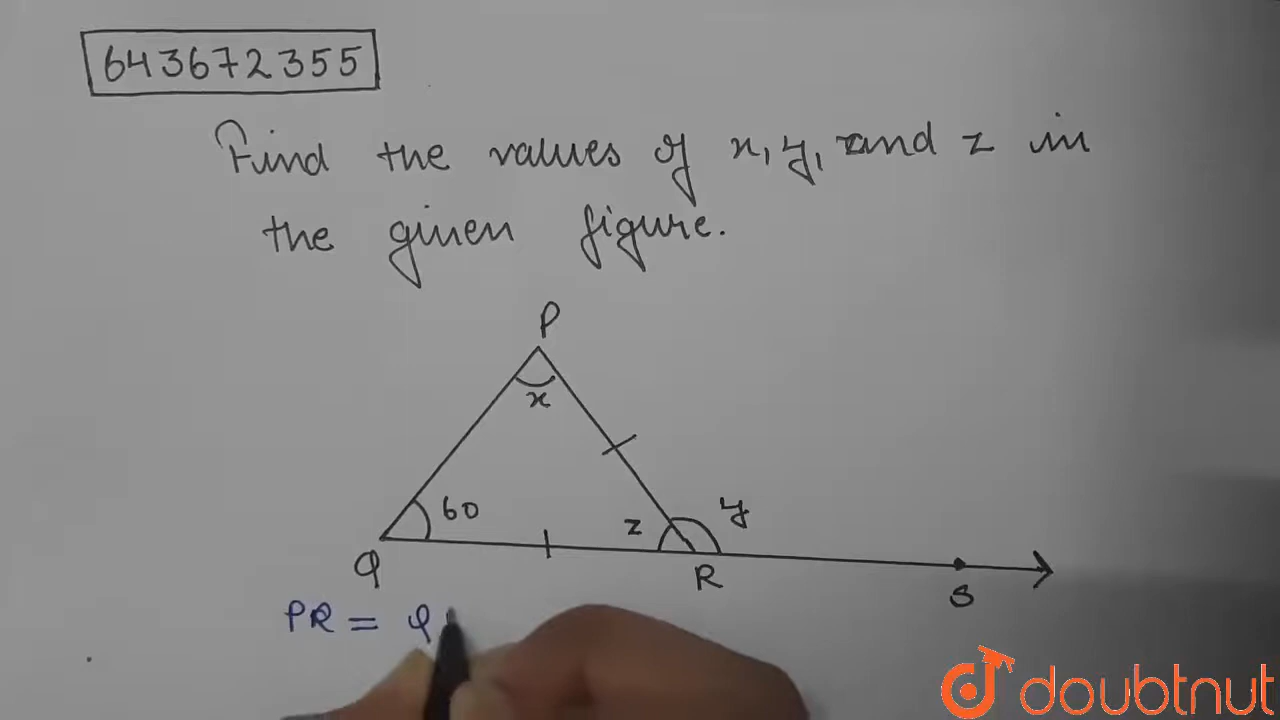 643672355
Find the values of x, y, and z in
the given figure.
P
x
60
z
y
Q
R
S
PR = Q
doubtnut